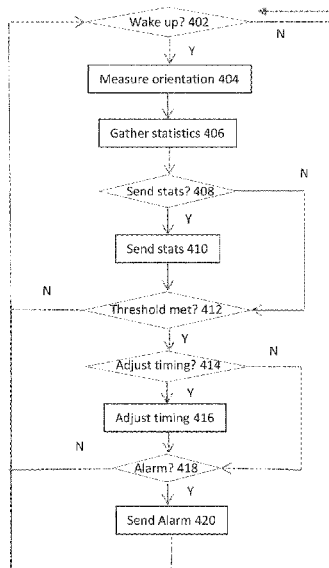 Wake up? 402
N
Y
Measure orientation 404
Gather statistics 406
N
Send stats? 408
Y
Send stats 410
N
Threshold met? 412
Y
N
Adjust timing? 414
Y
Adjust timing 416
N
Alarm? 418
Y
Send Alarm 420